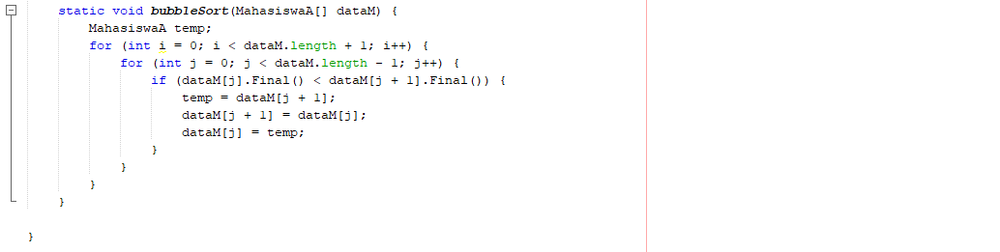 static void bubbleSort(MahasiswaA[] dataM) {
MahasiswaA temp;
for (int i = 0; i < dataM.length + 1; i++) {
for (int j = 0; j < dataM.length - 1; j++) {
if (dataM[j].Final() < dataM[j + 1].Final()) {
temp = dataM[j + 1];
dataM[j + 1] = dataM[j];
dataM[j] = temp;
}
}
}
}
}